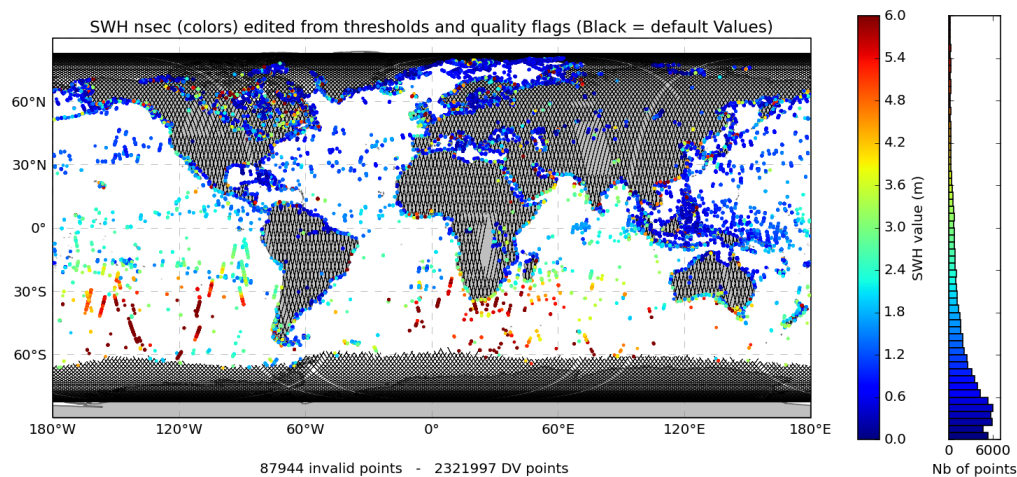 SWH nsec (colors) edited from thresholds and quality flags (Black = default Values)
60°N
30°N
0°
30°S
60°S
180°W 120°W 60°W 0° 60°E 120°E 180°E
87944 invalid points - 2321997 DV points
6.0
5.4
4.8
4.2
3.6
3.0
2.4
1.8
1.2
0.6
0.0
SWH value (m)
0 6000
Nb of points